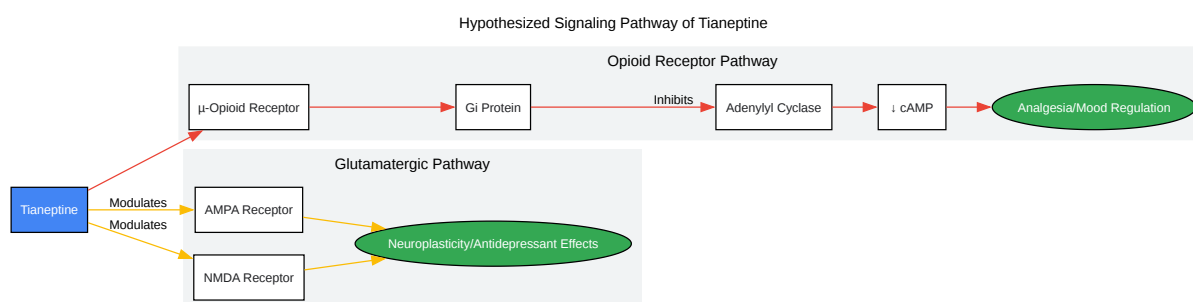 Hypothesized Signaling Pathway of Tianeptine
Opioid Receptor Pathway
µ-Opioid Receptor
Gi Protein
Inhibits
Adenylyl Cyclase
↓ cAMP
Analgesia/Mood Regulation
Glutamatergic Pathway
Tianeptine
Modulates
Modulates
AMPA Receptor
NMDA Receptor
Neuroplasticity/Antidepressant Effects